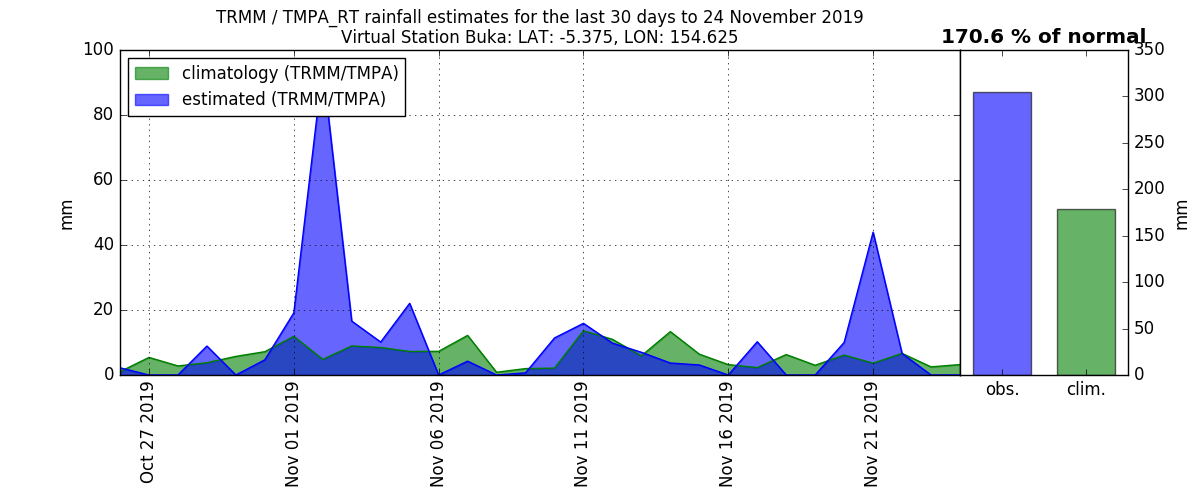 TRMM / TMPA_RT rainfall estimates for the last 30 days to 24 November 2019
Virtual Station Buka: LAT: -5.375, LON: 154.625
170.6 % of normal
climatology (TRMM/TMPA)
estimated (TRMM/TMPA)
100
80
60
40
20
0
mm
Oct 27 2019
Nov 01 2019
Nov 06 2019
Nov 11 2019
Nov 16 2019
Nov 21 2019
350
300
250
200
150
100
50
0
mm
obs.
clim.